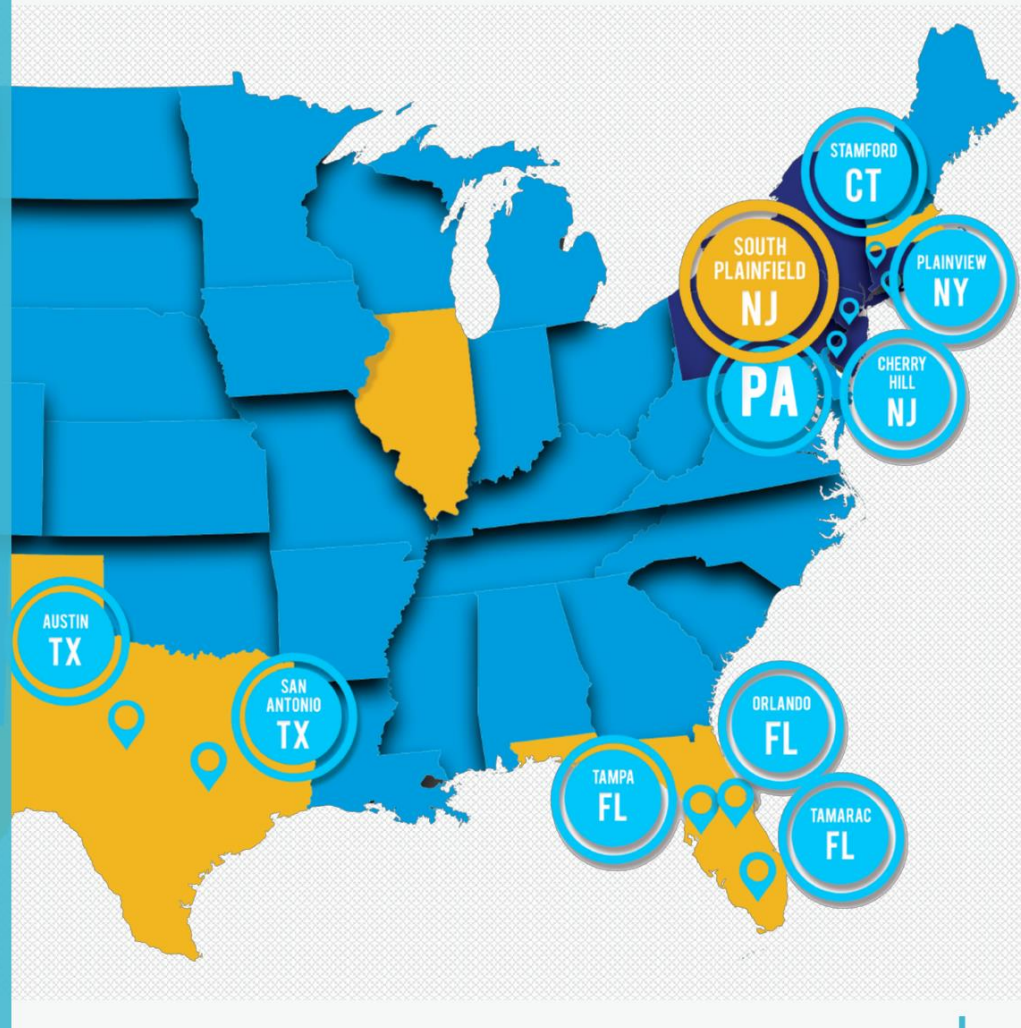 STAMFORD
CT
SOUTH
PLAINFIELD
NJ
PLAINVIEW
NY
PA
CHERRY
HILL
NJ
AUSTIN
TX
SAN
ANTONIO
TX
ORLANDO
FL
TAMPA
FL
TAMARAC
FL